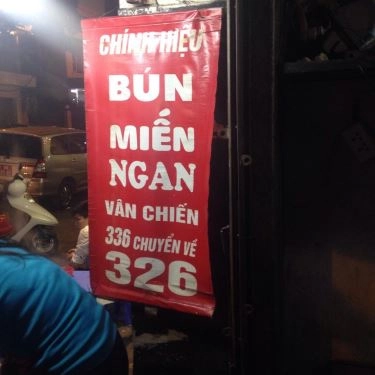 CHÍNH HIỆU
BÚN
MIẾN
NGAN
VÂN CHIẾN
336 CHUYỂN VỀ
326